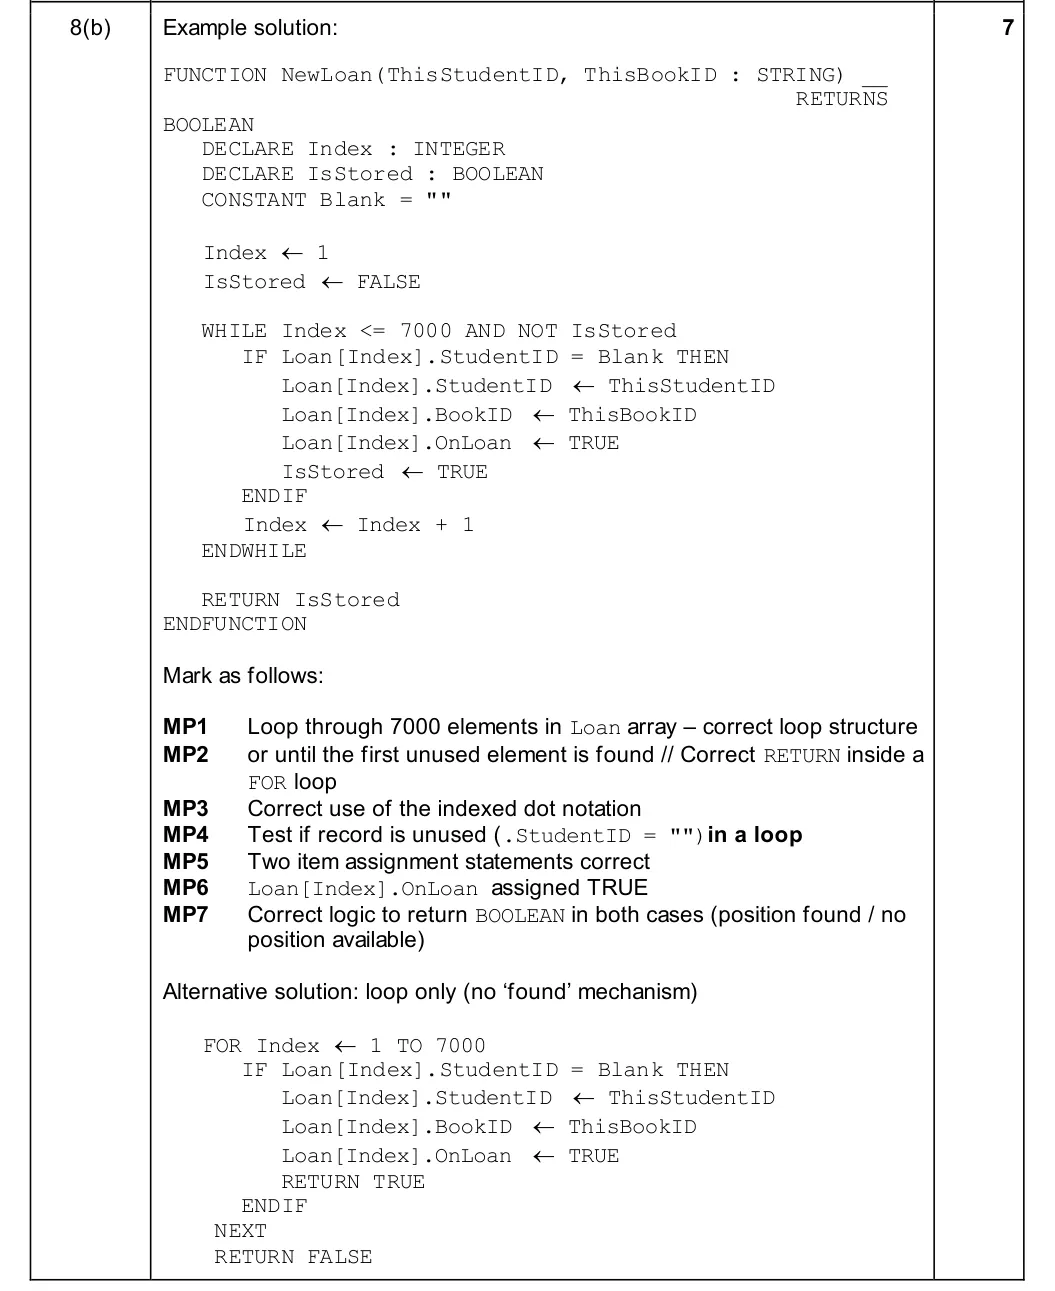 8(b)
Example solution:
7
FUNCTION NewLoan(ThisStudentID, ThisBookID : STRING) __
RETURNS
BOOLEAN
DECLARE Index : INTEGER
DECLARE IsStored : BOOLEAN
CONSTANT Blank = ""
Index ← 1
IsStored ← FALSE
WHILE Index <= 7000 AND NOT IsStored
IF Loan[Index].StudentID = Blank THEN
Loan[Index].StudentID ← ThisStudentID
Loan[Index].BookID ← ThisBookID
Loan[Index].OnLoan ← TRUE
IsStored ← TRUE
ENDIF
Index ← Index + 1
ENDWHILE
RETURN IsStored
ENDFUNCTION
Mark as follows:
MP1 Loop through 7000 elements in Loan array – correct loop structure
MP2 or until the first unused element is found // Correct RETURN inside a
FOR loop
MP3 Correct use of the indexed dot notation
MP4 Test if record is unused (.StudentID = "") in a loop
MP5 Two item assignment statements correct
MP6 Loan[Index].OnLoan assigned TRUE
MP7 Correct logic to return BOOLEAN in both cases (position found / no
position available)
Alternative solution: loop only (no ‘found’ mechanism)
FOR Index ← 1 TO 7000
IF Loan[Index].StudentID = Blank THEN
Loan[Index].StudentID ← ThisStudentID
Loan[Index].BookID ← ThisBookID
Loan[Index].OnLoan ← TRUE
RETURN TRUE
ENDIF
NEXT
RETURN FALSE